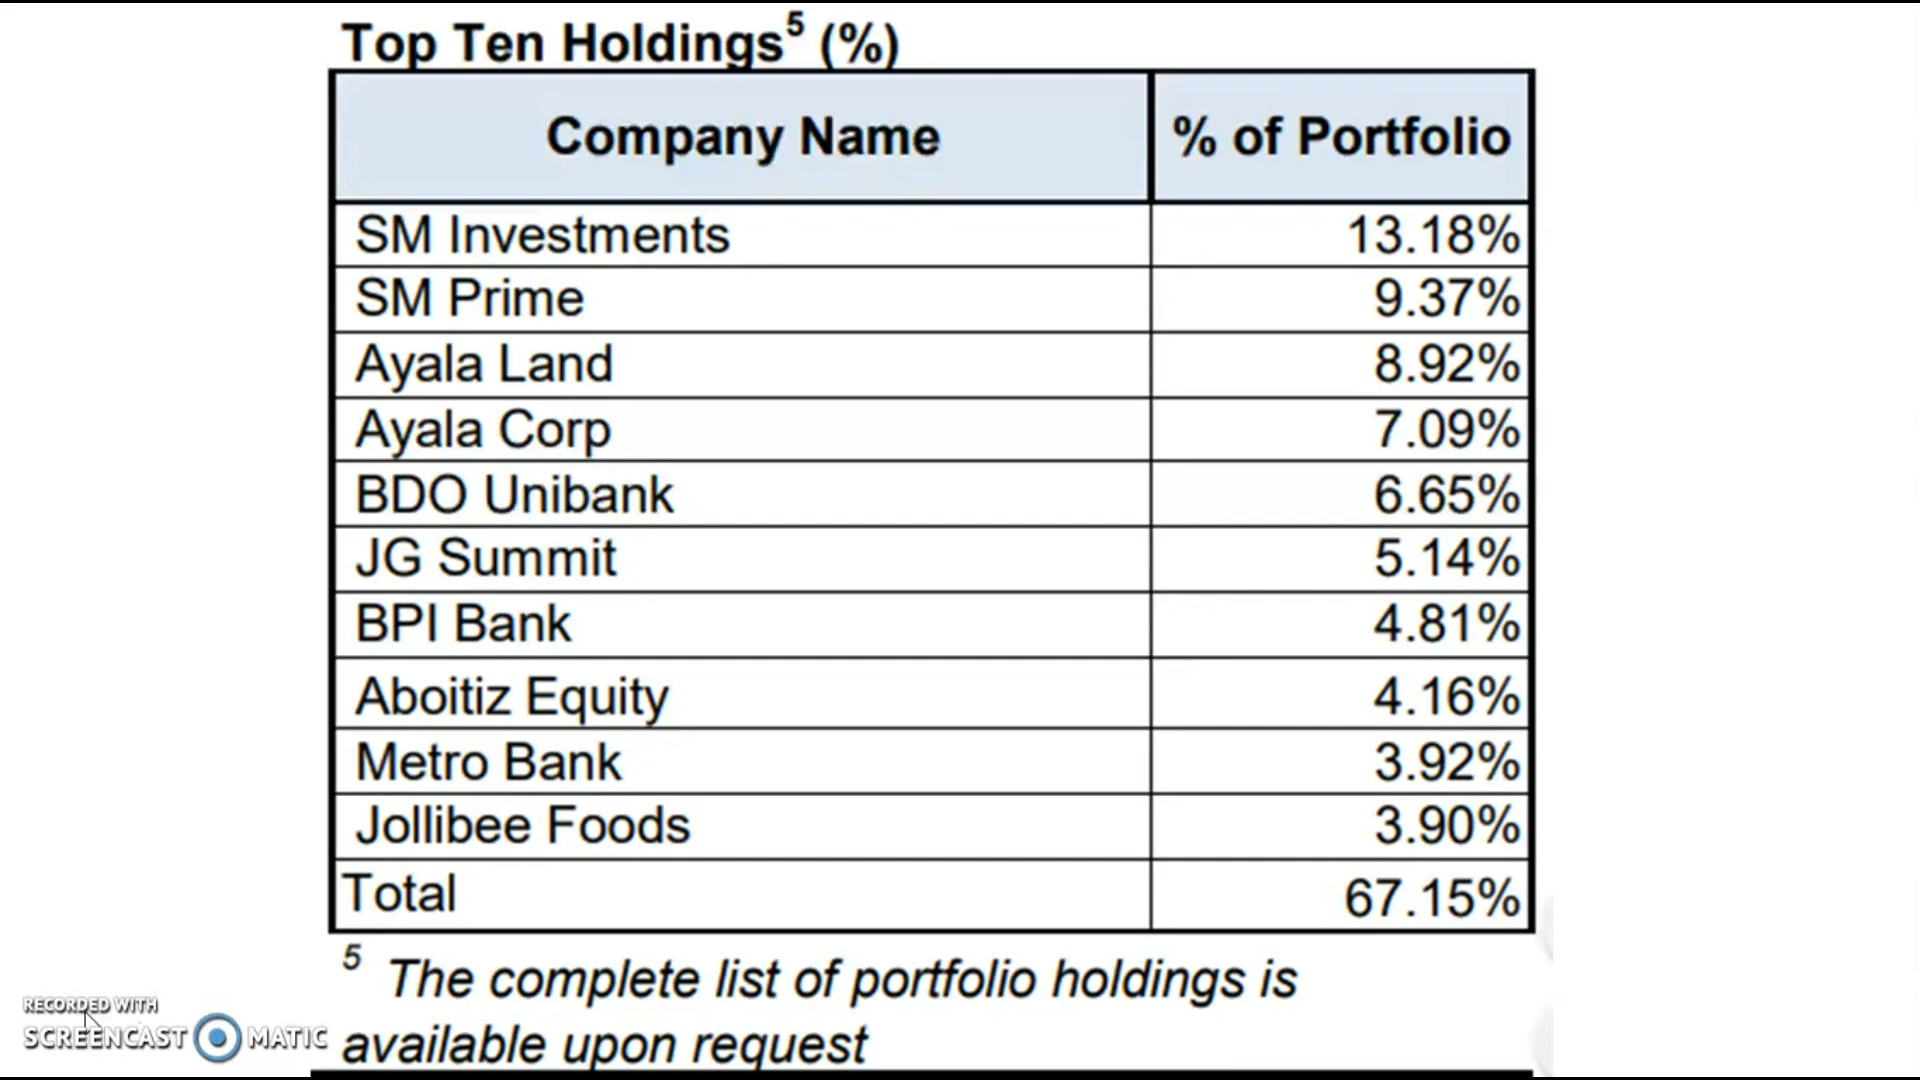 Top Ten Holdings⁵ (%)
Company Name % of Portfolio
SM Investments 13.18%
SM Prime 9.37%
Ayala Land 8.92%
Ayala Corp 7.09%
BDO Unibank 6.65%
JG Summit 5.14%
BPI Bank 4.81%
Aboitiz Equity 4.16%
Metro Bank 3.92%
Jollibee Foods 3.90%
Total 67.15%
⁵ The complete list of portfolio holdings is
available upon request
RECORDED WITH
SCREENCAST MATIC